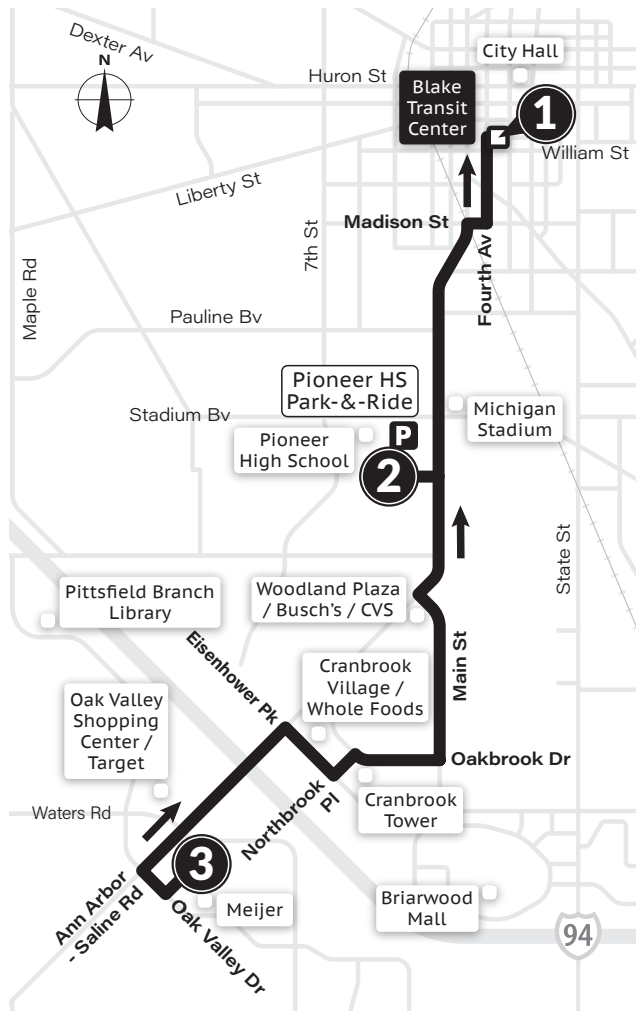 Dexter Av
N
City Hall
Huron St
Blake
Transit
Center
1
William St
Liberty St
Madison St
7th St
Fourth Av
Maple Rd
Pauline Bv
Pioneer HS
Park-&-Ride
Stadium Bv
Michigan
Stadium
P
Pioneer
High School
2
State St
Pittsfield Branch
Library
Woodland Plaza
/ Busch's / CVS
Eisenhower Pk
Main St
Cranbrook
Village /
Whole Foods
Oak Valley
Shopping
Center /
Target
Oakbrook Dr
Northbrook
Pl
Cranbrook
Tower
Waters Rd
3
Ann Arbor
- Saline Rd
Oak Valley Dr
Meijer
Briarwood
Mall
94